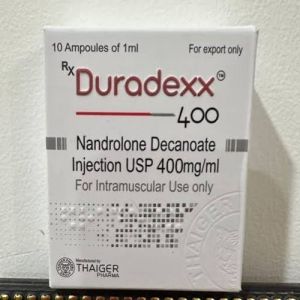 10 Ampoules of 1ml
For export only
Rx Duradexx™
400
Nandrolone Decanoate
Injection USP 400mg/ml
For Intramuscular Use only
THAIGER
Manufactured by
THAIGER
PHARMA